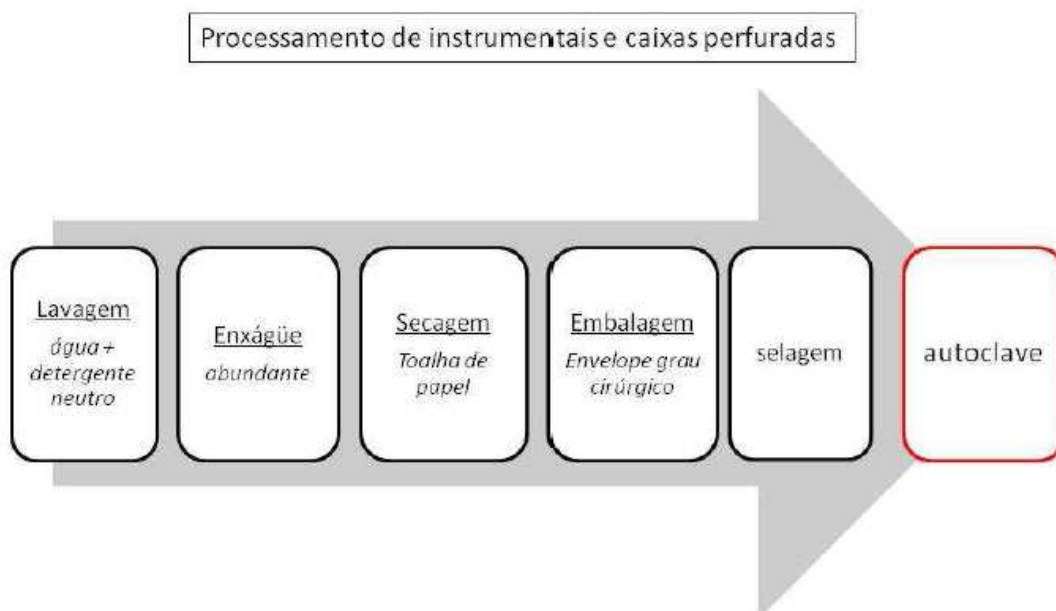 Processamento de instrumentais e caixas perfuradas
Lavagem
água +
detergente
neutro
Enxágüe
abundante
Secagem
Toalha de
papel
Embalagem
Envelope grau
cirúrgico
selagem
autoclave